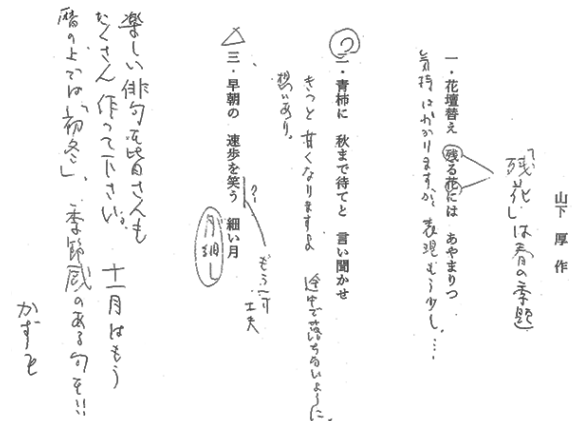 山下 厚 作
「残花」は春の季題
一・花壇替え 残る花には あやまりつ
気持はわかりますが、表現もう少し、…
二・青柿に 秋まで待てと 言い聞かせ
きっと甘くなりますよ 途中で落ちないように。
想いあり。
三・早朝の 速歩を笑う 細い月
?
もう一寸
工夫
月細し
楽しい俳句を皆さんも
たくさん作って下さい。 十一月はもう
暦の上では「初冬」、季節感のある句を!!
かずを